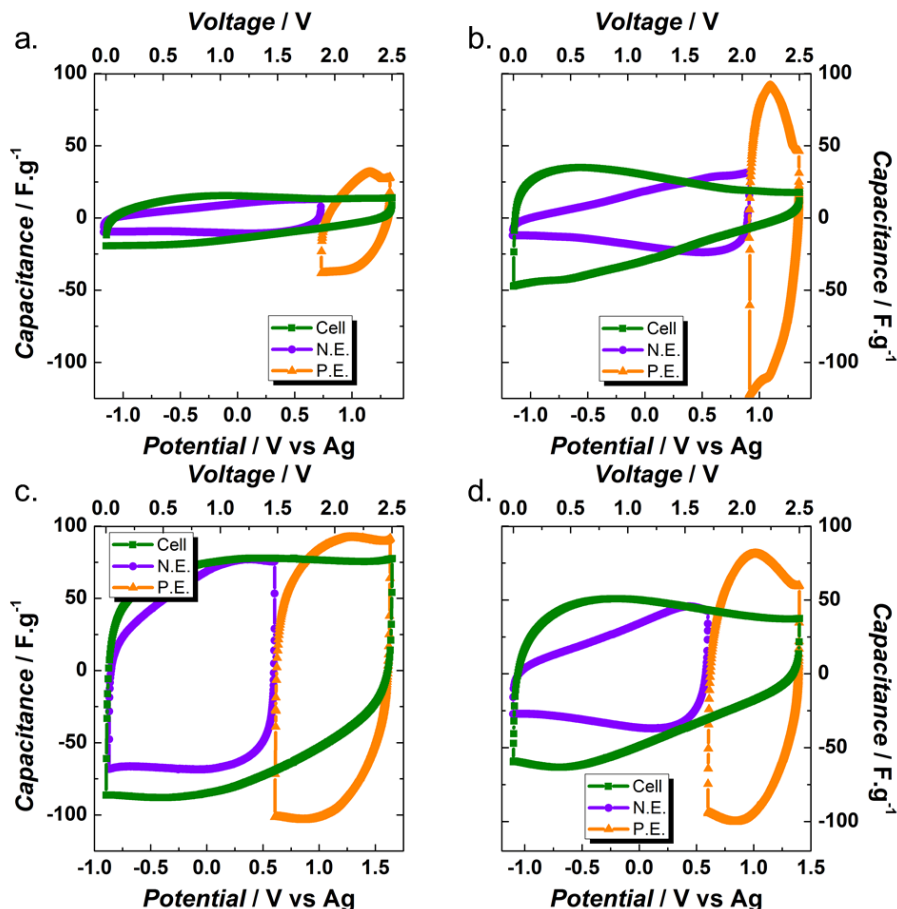 a.
Voltage / V
0.0 0.5 1.0 1.5 2.0 2.5
100
50
0
-50
-100
Capacitance / F.g⁻¹
Cell
N.E.
P.E.
-1.0 -0.5 0.0 0.5 1.0
Potential / V vs Ag
b.
Voltage / V
0.0 0.5 1.0 1.5 2.0 2.5
100
50
0
-50
-100
Capacitance / F.g⁻¹
Cell
N.E.
P.E.
-1.0 -0.5 0.0 0.5 1.0
Potential / V vs Ag
c.
Voltage / V
0.0 0.5 1.0 1.5 2.0 2.5
100
50
0
-50
-100
Capacitance / F.g⁻¹
Cell
N.E.
P.E.
-1.0 -0.5 0.0 0.5 1.0 1.5
Potential / V vs Ag
d.
Voltage / V
0.0 0.5 1.0 1.5 2.0 2.5
100
50
0
-50
-100
Capacitance / F.g⁻¹
Cell
N.E.
P.E.
-1.0 -0.5 0.0 0.5 1.0 1.5
Potential / V vs Ag